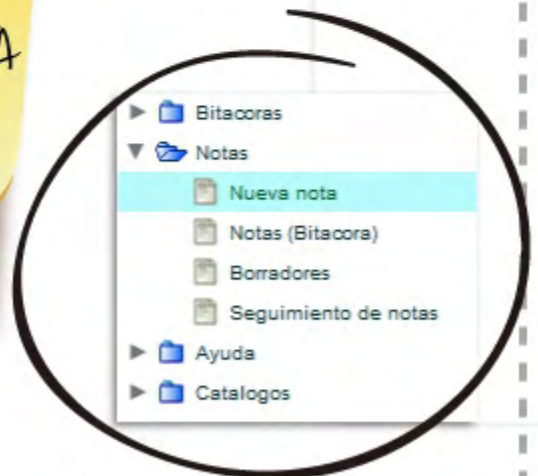 Bitacoras
Notas
Nueva nota
Notas (Bitacora)
Borradores
Seguimiento de notas
Ayuda
Catalogos